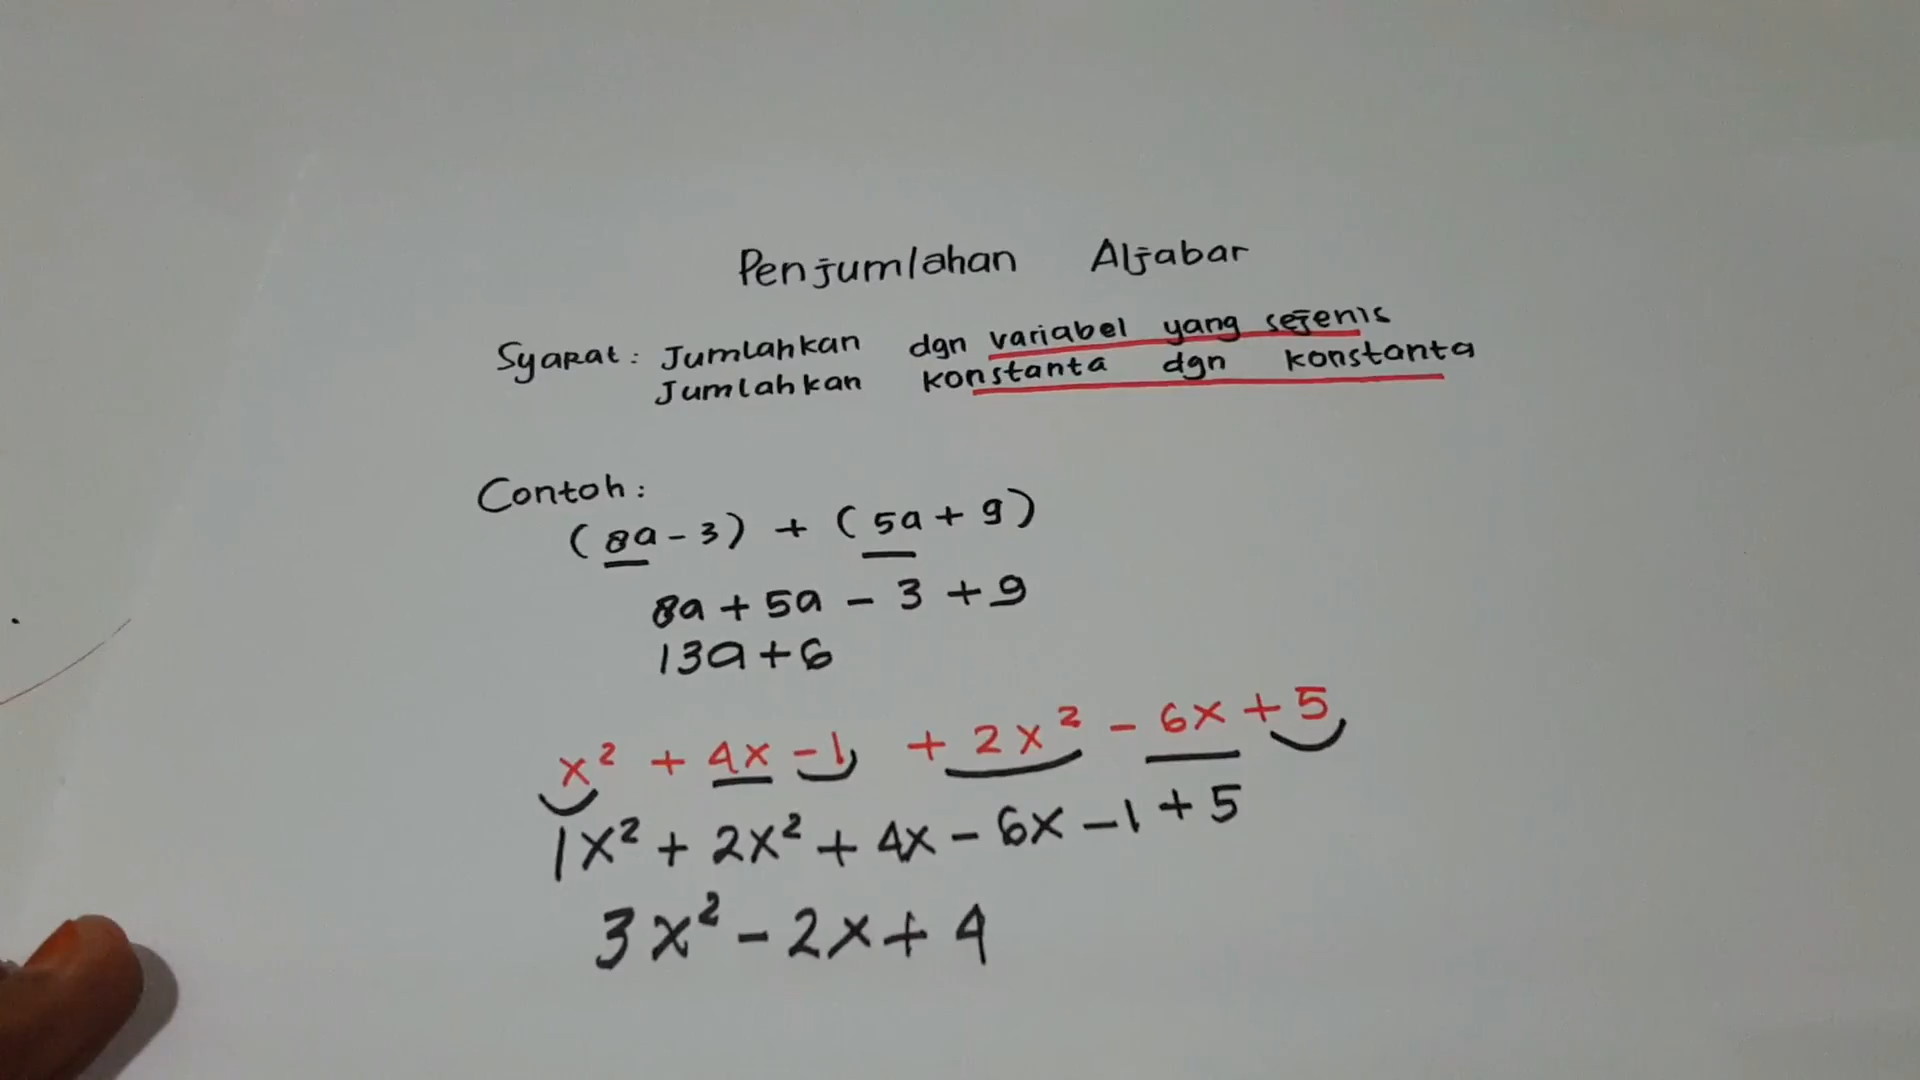 Penjumlahan Aljabar
Syarat: Jumlahkan dgn variabel yang sejenis
Jumlahkan konstanta dgn konstanta
Contoh:
(8a - 3) + (5a + 9)
8a + 5a - 3 + 9
13a + 6
x² + 4x - 1 + 2x² - 6x + 5
1x² + 2x² + 4x - 6x - 1 + 5
3x² - 2x + 4